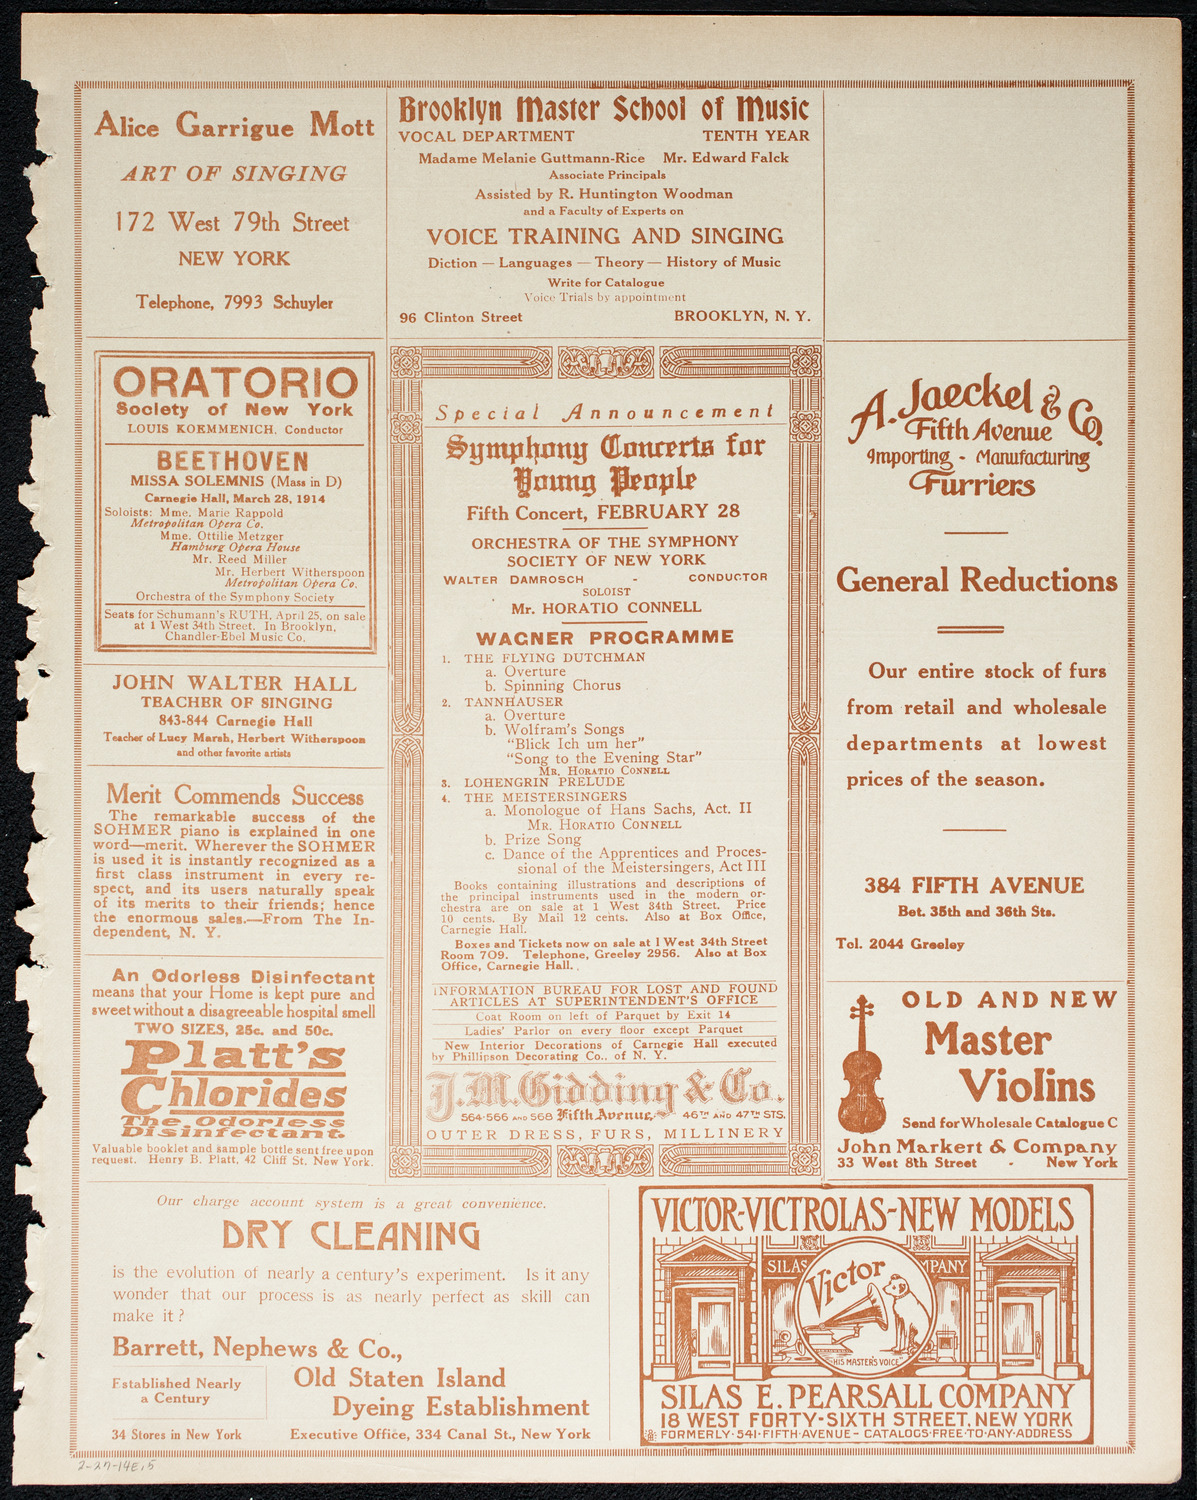 Alice Garrigue Mott
ART OF SINGING
172 West 79th Street
NEW YORK
Telephone, 7993 Schuyler
Brooklyn Master School of Music
VOCAL DEPARTMENT TENTH YEAR
Madame Melanie Guttmann-Rice Mr. Edward Falck
Associate Principals
Assisted by R. Huntington Woodman
and a Faculty of Experts on
VOICE TRAINING AND SINGING
Diction — Languages — Theory — History of Music
Write for Catalogue
Voice Trials by appointment
96 Clinton Street BROOKLYN, N. Y.
ORATORIO
Society of New York
LOUIS KOEMMENICH, Conductor
BEETHOVEN
MISSA SOLEMNIS (Mass in D)
Carnegie Hall, March 28, 1914
Soloists: Mme. Marie Rappold
Metropolitan Opera Co.
Mme. Ottilie Metzger
Hamburg Opera House
Mr. Reed Miller
Mr. Herbert Witherspoon
Metropolitan Opera Co.
Orchestra of the Symphony Society
Seats for Schumann's RUTH, April 25, on sale
at 1 West 34th Street. In Brooklyn,
Chandler-Ebel Music Co.
JOHN WALTER HALL
TEACHER OF SINGING
843-844 Carnegie Hall
Teacher of Lucy Marsh, Herbert Witherspoon
and other favorite artists
Merit Commends Success
The remarkable success of the
SOHMER piano is explained in one
word—merit. Wherever the SOHMER
is used it is instantly recognized as a
first class instrument in every re-
spect, and its users naturally speak
of its merits to their friends; hence
the enormous sales.—From The In-
dependent, N. Y.
An Odorless Disinfectant
means that your Home is kept pure and
sweet without a disagreeable hospital smell
TWO SIZES, 25c. and 50c.
Platt's
Chlorides
The Odorless
Disinfectant.
Valuable booklet and sample bottle sent free upon
request. Henry B. Platt, 42 Cliff St. New York.
Special Announcement
Symphony Concerts for
Young People
Fifth Concert, FEBRUARY 28
ORCHESTRA OF THE SYMPHONY
SOCIETY OF NEW YORK
WALTER DAMROSCH - CONDUCTOR
SOLOIST
Mr. HORATIO CONNELL
WAGNER PROGRAMME
1. THE FLYING DUTCHMAN
a. Overture
b. Spinning Chorus
2. TANNHAUSER
a. Overture
b. Wolfram's Songs
"Blick Ich um her"
"Song to the Evening Star"
MR. HORATIO CONNELL
3. LOHENGRIN PRELUDE
4. THE MEISTERSINGERS
a. Monologue of Hans Sachs, Act. II
MR. HORATIO CONNELL
b. Prize Song
c. Dance of the Apprentices and Proces-
sional of the Meistersingers, Act III
Books containing illustrations and descriptions of
the principal instruments used in the modern or-
chestra are on sale at 1 West 34th Street. Price
10 cents. By Mail 12 cents. Also at Box Office,
Carnegie Hall.
Boxes and Tickets now on sale at 1 West 34th Street
Room 709. Telephone, Greeley 2956. Also at Box
Office, Carnegie Hall.
INFORMATION BUREAU FOR LOST AND FOUND
ARTICLES AT SUPERINTENDENT'S OFFICE
Coat Room on left of Parquet by Exit 14
Ladies' Parlor on every floor except Parquet
New Interior Decorations of Carnegie Hall executed
by Phillipson Decorating Co., of N. Y.
J.M. Gidding & Co.
564-566 AND 568 Fifth Avenue, 46TH AND 47TH STS.
OUTER DRESS, FURS, MILLINERY
A. Jaeckel & Co.
Fifth Avenue
Importing - Manufacturing
Furriers
General Reductions
Our entire stock of furs
from retail and wholesale
departments at lowest
prices of the season.
384 FIFTH AVENUE
Bet. 35th and 36th Sts.
Tel. 2044 Greeley
OLD AND NEW
Master
Violins
Send for Wholesale Catalogue C
John Markert & Company
33 West 8th Street - New York
Our charge account system is a great convenience.
DRY CLEANING
is the evolution of nearly a century's experiment. Is it any
wonder that our process is as nearly perfect as skill can
make it?
Barrett, Nephews & Co.,
Old Staten Island
Dyeing Establishment
Established Nearly
a Century
34 Stores in New York Executive Office, 334 Canal St., New York
VICTOR-VICTROLAS-NEW MODELS
SILAS MPANY
Victor
"HIS MASTER'S VOICE"
SILAS E. PEARSALL COMPANY
18 WEST FORTY-SIXTH STREET, NEW YORK
FORMERLY·541·FIFTH·AVENUE- CATALOGS·FREE·TO·ANY·ADDRESS
2-27-14E,5